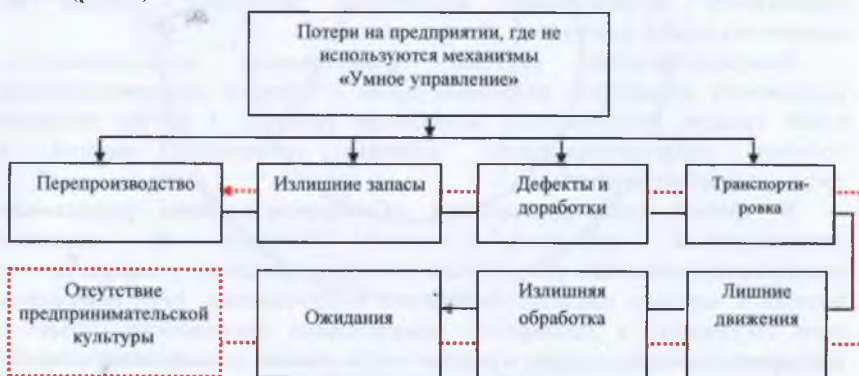 Потери на предприятии, где не
используются механизмы
«Умное управление»
Перепроизводство
Излишние запасы
Дефекты и
доработки
Транспорти-
ровка
Отсутствие
предпринимательской
культуры
Ожидания
Излишняя
обработка
Лишние
движения